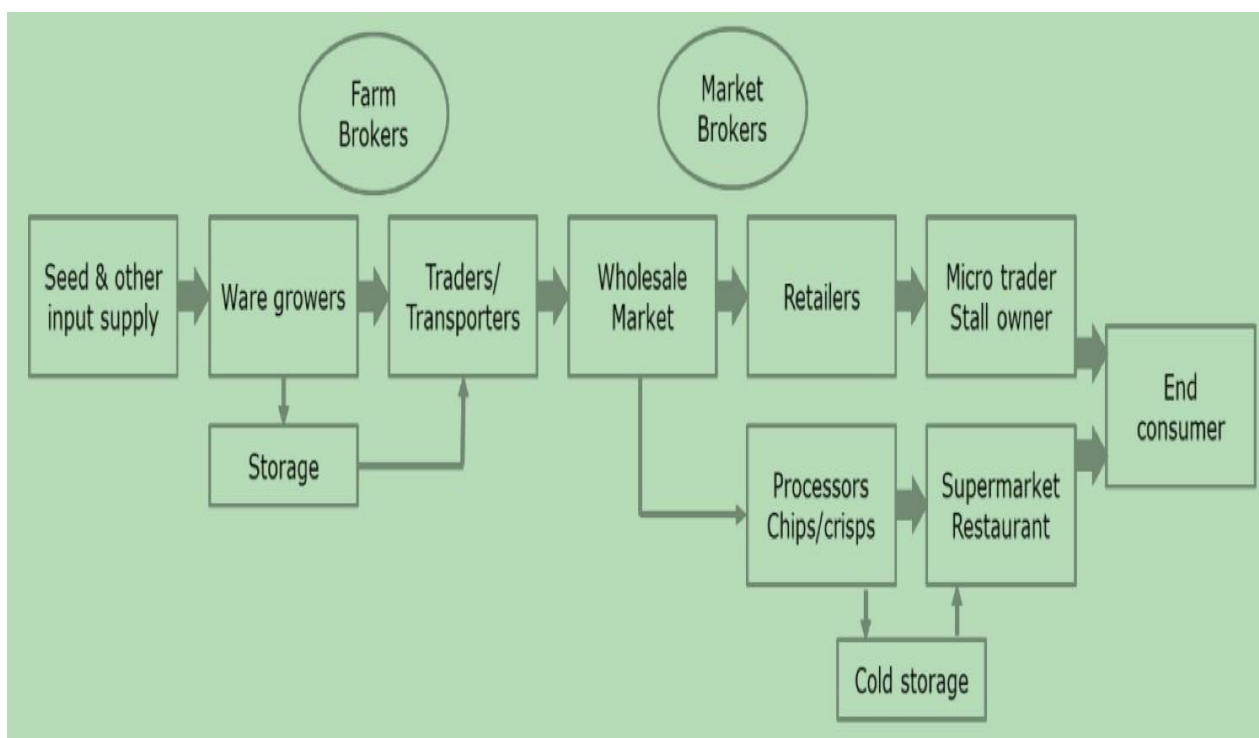 Farm
Brokers
Market
Brokers
Seed & other
input supply
Ware growers
Traders/
Transporters
Wholesale
Market
Retailers
Micro trader
Stall owner
End
consumer
Storage
Processors
Chips/crisps
Supermarket
Restaurant
Cold storage